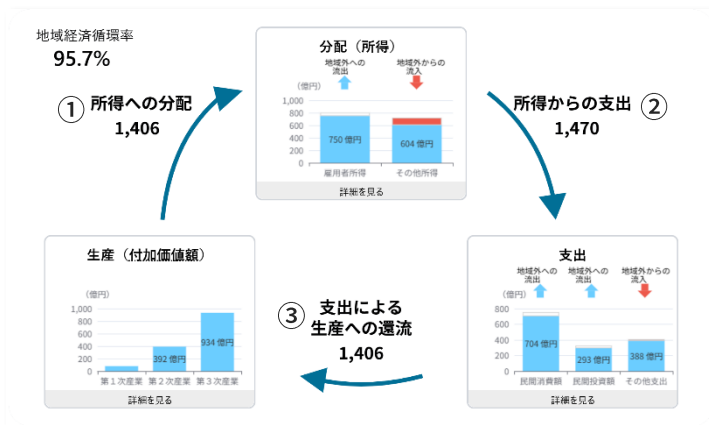 地域経済循環率
95.7%
① 所得への分配
1,406
分配（所得）
地域外への
流出
地域外からの
流入
（億円）
1,000
800
600
400
200
0
750 億円
604 億円
雇用者所得
その他所得
詳細を見る
所得からの支出 ②
1,470
生産（付加価値額）
（億円）
1,000
800
600
400
200
0
392 億円
934 億円
第１次産業
第２次産業
第３次産業
詳細を見る
③ 支出による
生産への還流
1,406
支出
地域外への
流出
地域外への
流出
地域外からの
流入
（億円）
800
600
400
200
0
704 億円
293 億円
388 億円
民間消費額
民間投資額
その他支出
詳細を見る